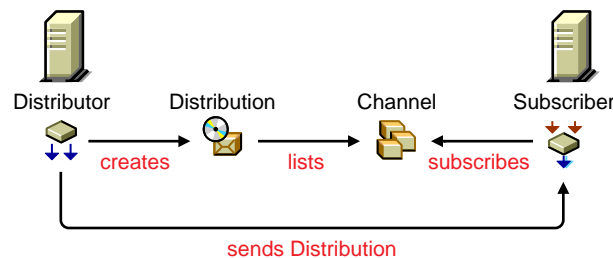 Distributor
Distribution
Channel
Subscriber
creates
lists
subscribes
sends Distribution